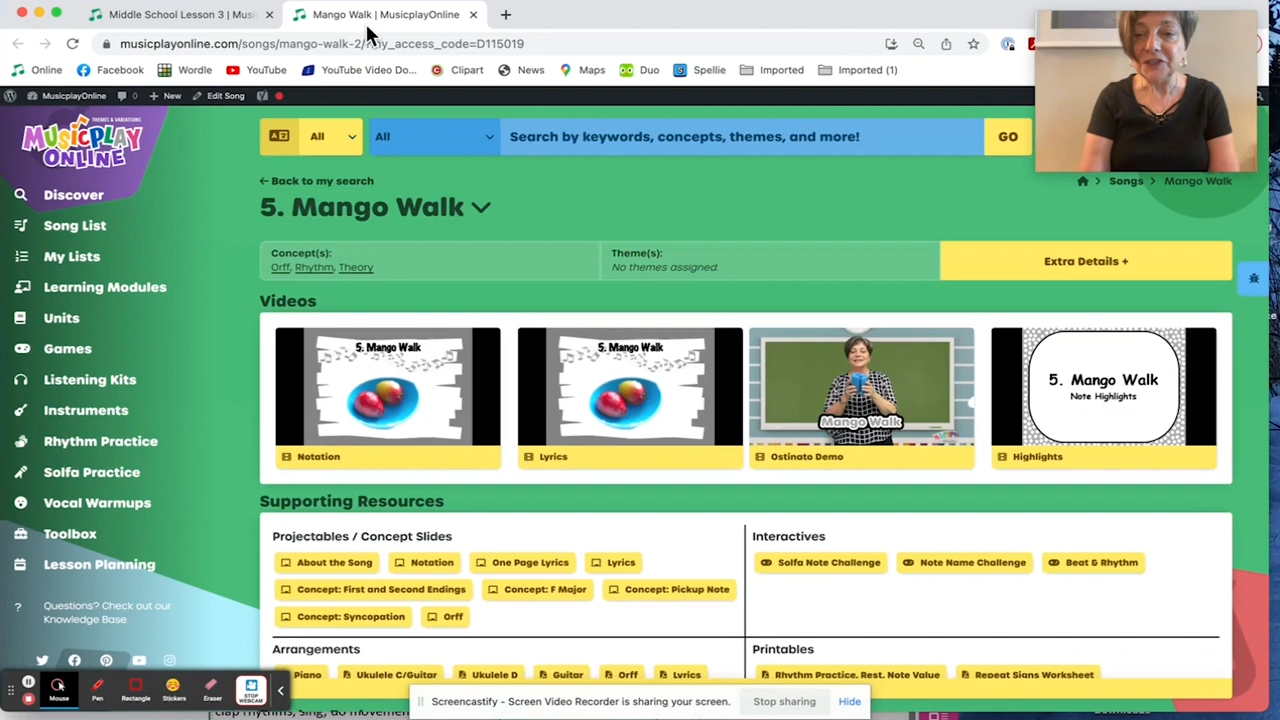 Middle School Lesson 3 | Musi
Mango Walk | MusicplayOnline
musicplayonline.com/songs/mango-walk-2/?my_access_code=D115019
Online Facebook Wordle YouTube YouTube Video Do... Clipart News Maps Duo Spellie Imported Imported (1)
MusicplayOnline 0 New Edit Song
THEMES & VARIATIONS
MUSICPLAY
ONLINE
All All Search by keywords, concepts, themes, and more! GO
Back to my search
Songs > Mango Walk
5. Mango Walk
Concept(s):
Orff, Rhythm, Theory
Theme(s):
No themes assigned.
Extra Details +
Discover
Song List
My Lists
Learning Modules
Units
Games
Listening Kits
Instruments
Rhythm Practice
Solfa Practice
Vocal Warmups
Toolbox
Lesson Planning
? Questions? Check out our
Knowledge Base
Videos
5. Mango Walk
Notation
5. Mango Walk
Lyrics
Mango Walk
Ostinato Demo
5. Mango Walk
Note Highlights
Highlights
Supporting Resources
Projectables / Concept Slides
About the Song Notation One Page Lyrics Lyrics
Concept: First and Second Endings Concept: F Major Concept: Pickup Note
Concept: Syncopation Orff
Interactives
Solfa Note Challenge Note Name Challenge Beat & Rhythm
Arrangements
Piano Ukulele C/Guitar Ukulele D Guitar Orff Lyrics
Printables
Rhythm Practice, Rest, Note Value Repeat Signs Worksheet
Mouse Pen Rectangle Stickers Eraser STOP WEBCAM
Screencastify - Screen Video Recorder is sharing your screen. Stop sharing Hide